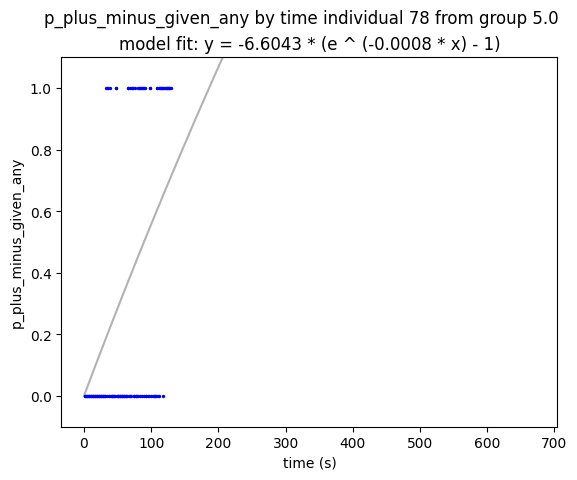 p_plus_minus_given_any by time individual 78 from group 5.0
model fit: y = -6.6043 * (e ^ (-0.0008 * x) - 1)
1.0
0.8
0.6
0.4
0.2
0.0
p_plus_minus_given_any
0 100 200 300 400 500 600 700
time (s)